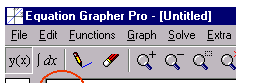 Equation Grapher Pro - [Untitled]
File Edit Functions Graph Solve Extra
y(x) ∫dx